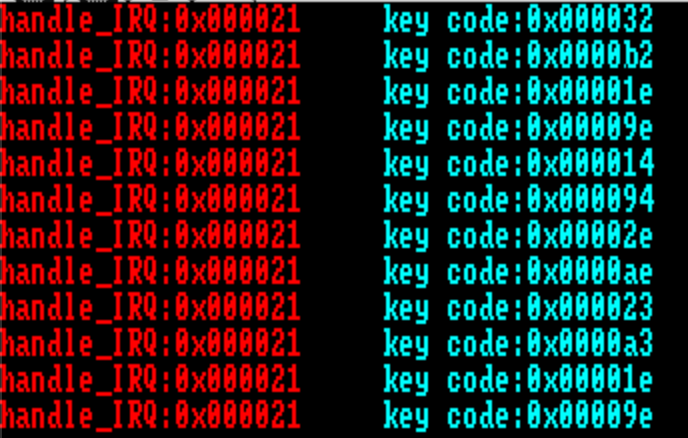 handle_IRQ:0x000021 key code:0x000032
handle_IRQ:0x000021 key code:0x0000b2
handle_IRQ:0x000021 key code:0x00001e
handle_IRQ:0x000021 key code:0x00009e
handle_IRQ:0x000021 key code:0x000014
handle_IRQ:0x000021 key code:0x000094
handle_IRQ:0x000021 key code:0x00002e
handle_IRQ:0x000021 key code:0x0000ae
handle_IRQ:0x000021 key code:0x000023
handle_IRQ:0x000021 key code:0x0000a3
handle_IRQ:0x000021 key code:0x00001e
handle_IRQ:0x000021 key code:0x00009e